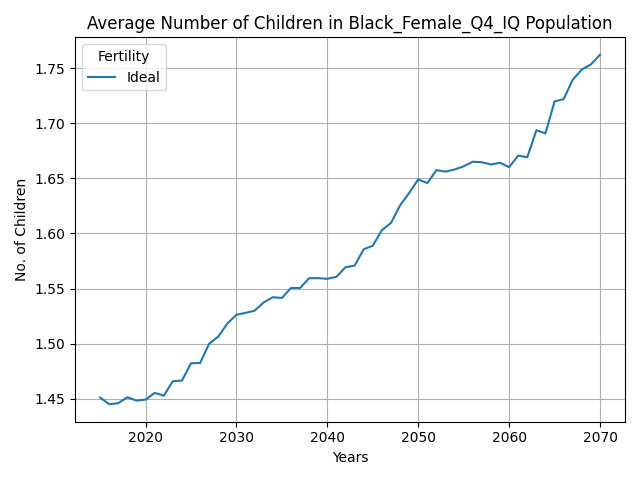 Average Number of Children in Black_Female_Q4_IQ Population
Fertility
Ideal
No. of Children
1.75
1.70
1.65
1.60
1.55
1.50
1.45
2020 2030 2040 2050 2060 2070
Years